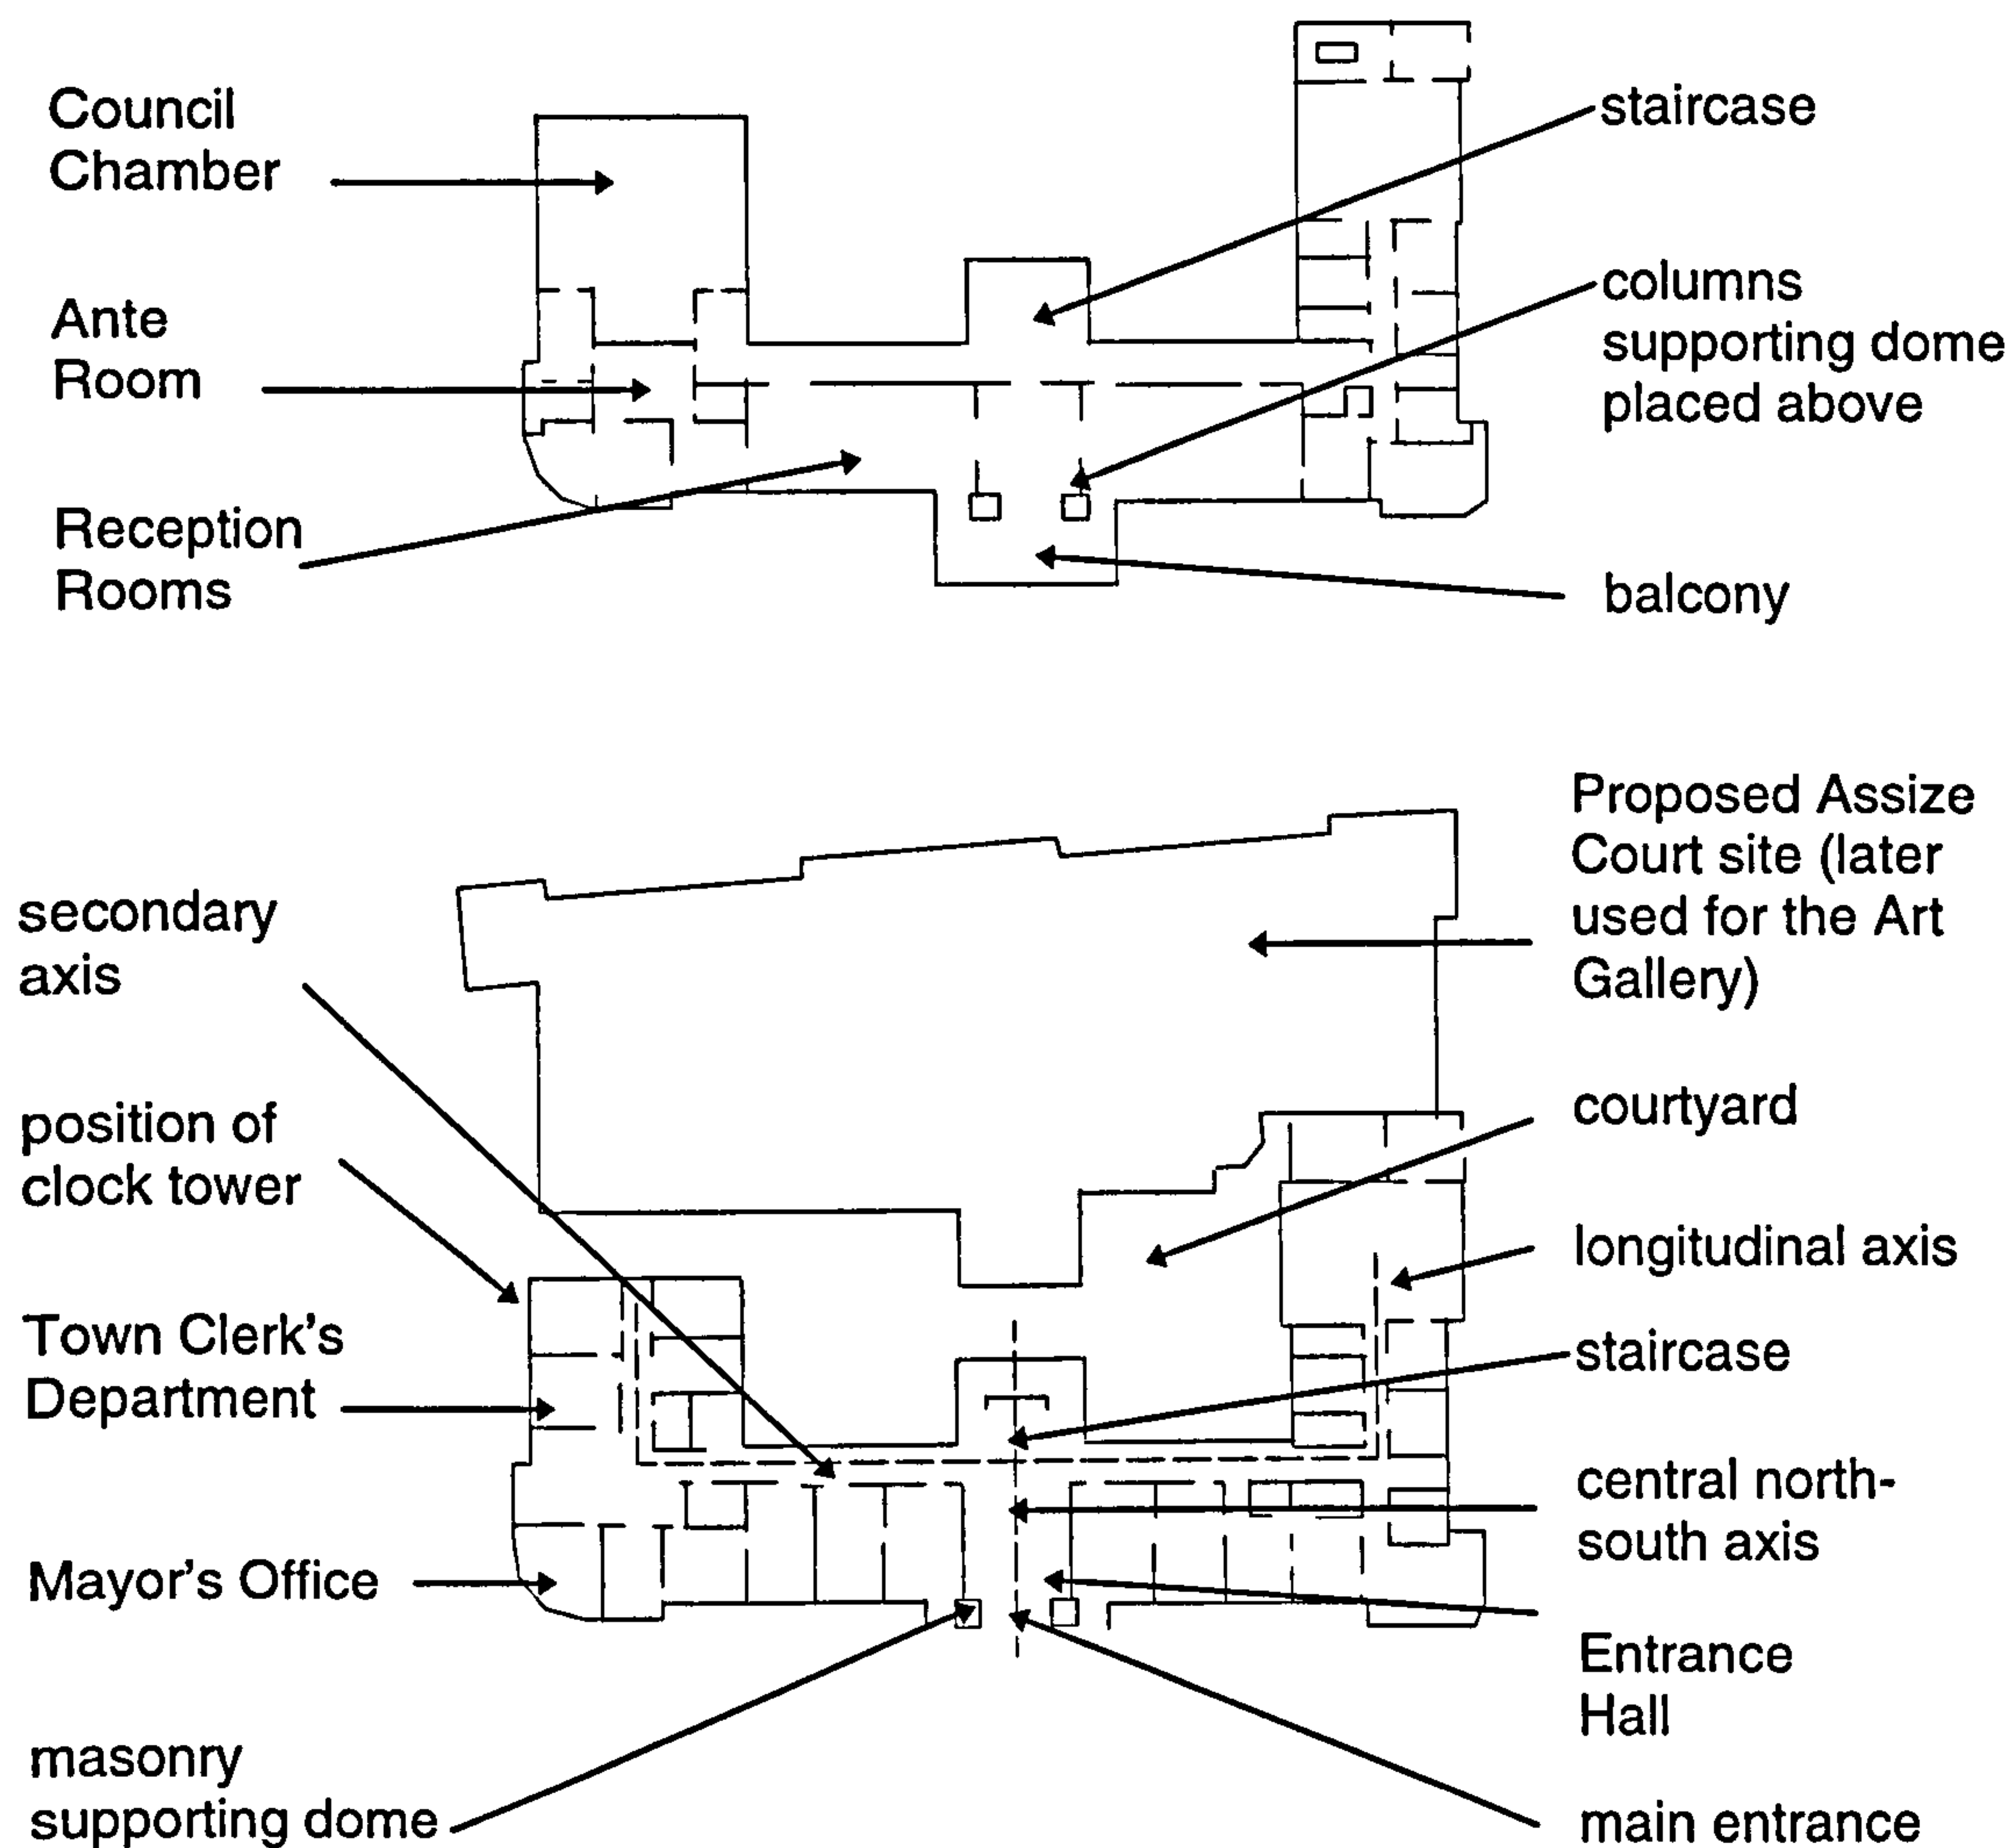 Council
Chamber
Ante
Room
Reception
Rooms
staircase
columns
supporting dome
placed above
balcony
secondary
axis
position of
clock tower
Town Clerk's
Department
Mayor's Office
masonry
supporting dome
Proposed Assize
Court site (later
used for the Art
Gallery)
courtyard
longitudinal axis
staircase
central north-
south axis
Entrance
Hall
main entrance